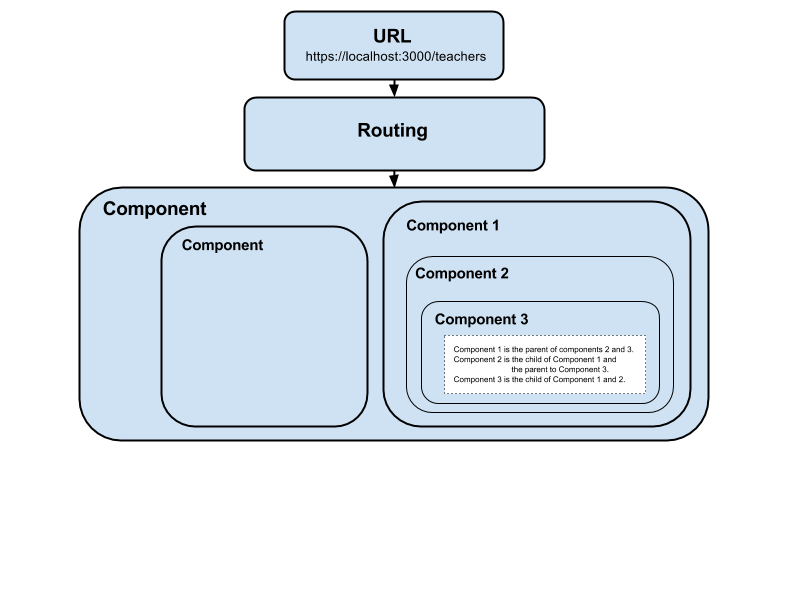 URL
https://localhost:3000/teachers
Routing
Component
Component
Component 1
Component 2
Component 3
Component 1 is the parent of components 2 and 3.
Component 2 is the child of Component 1 and
the parent to Component 3.
Component 3 is the child of Component 1 and 2.